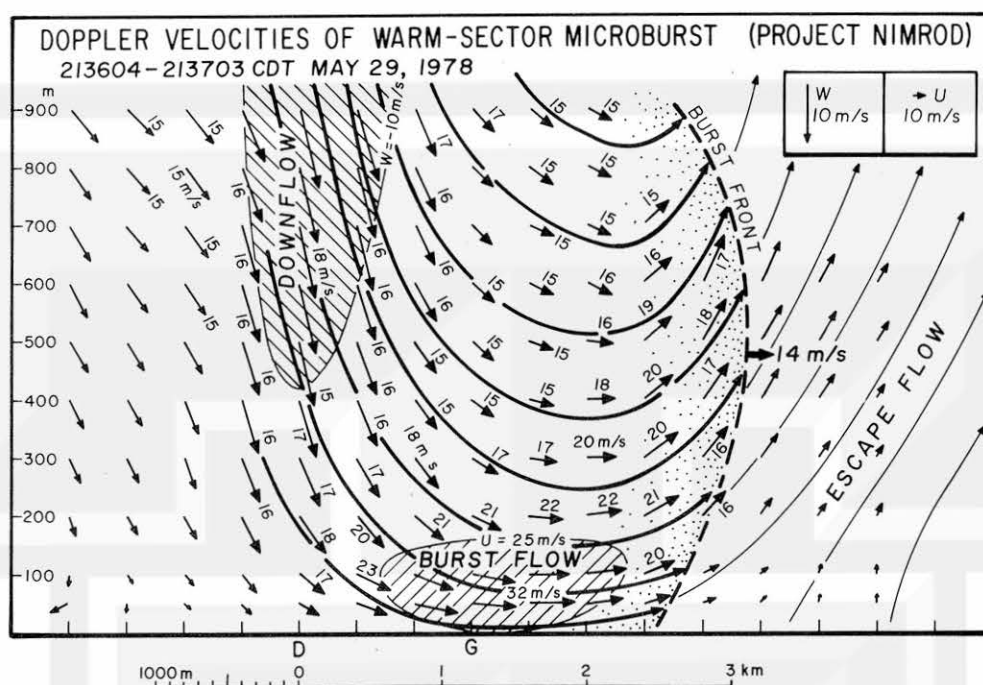 DOPPLER VELOCITIES OF WARM-SECTOR MICROBURST (PROJECT NIMROD)
213604-213703 CDT MAY 29, 1978
m
W
10 m/s
U
10 m/s
900
800
700
600
500
400
300
200
100
15 m/s
DOWNFLOW
18 m/s
W=-10m/s
BURST FRONT
14 m/s
ESCAPE FLOW
18 m s
20 m/s
U = 25 m/s
BURST FLOW
32 m/s
D
G
1000 m 0 1 2 3 km